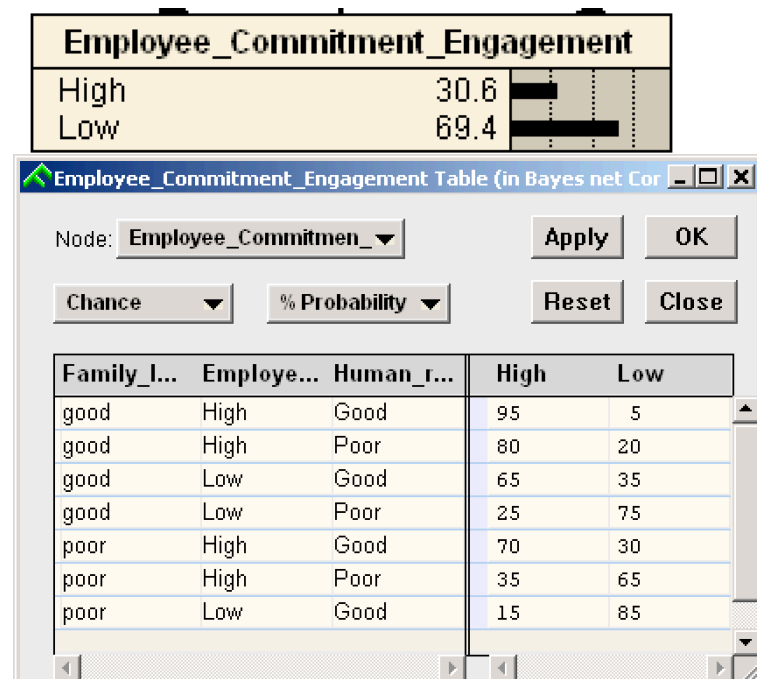 Employee_Commitment_Engagement
High 30.6
Low 69.4
Employee_Commitment_Engagement Table (in Bayes net Cor
Node: Employee_Commitmen_ Apply OK
Chance % Probability Reset Close
Family_I... Employe... Human_r... High Low
good High Good 95 5
good High Poor 80 20
good Low Good 65 35
good Low Poor 25 75
poor High Good 70 30
poor High Poor 35 65
poor Low Good 15 85